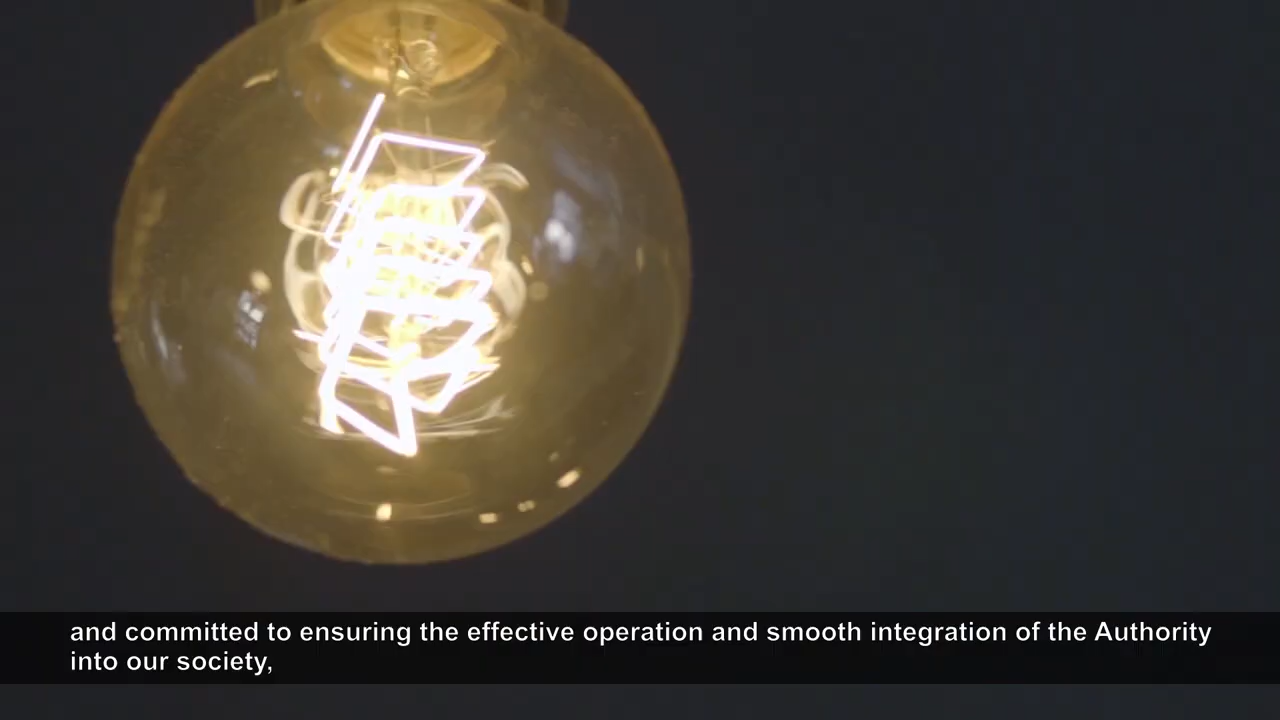 and committed to ensuring the effective operation and smooth integration of the Authority
into our society,